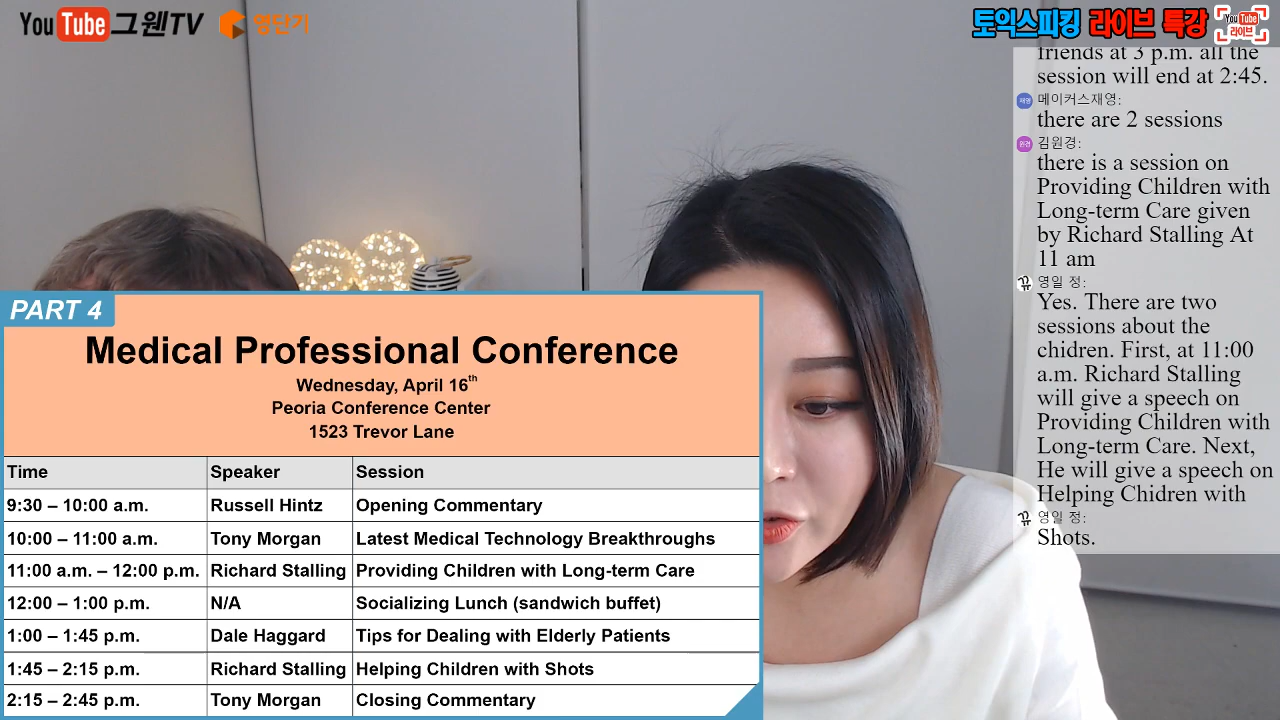 YouTube 그웬TV 영단기
토익스피킹 라이브 특강 YouTube 라이브
PART 4
Medical Professional Conference
Wednesday, April 16th
Peoria Conference Center
1523 Trevor Lane
Time Speaker Session
9:30 – 10:00 a.m. Russell Hintz Opening Commentary
10:00 – 11:00 a.m. Tony Morgan Latest Medical Technology Breakthroughs
11:00 a.m. – 12:00 p.m. Richard Stalling Providing Children with Long-term Care
12:00 – 1:00 p.m. N/A Socializing Lunch (sandwich buffet)
1:00 – 1:45 p.m. Dale Haggard Tips for Dealing with Elderly Patients
1:45 – 2:15 p.m. Richard Stalling Helping Children with Shots
2:15 – 2:45 p.m. Tony Morgan Closing Commentary
friends at 3 p.m. all the
session will end at 2:45.
재영 메이커스재영:
there are 2 sessions
원경 김원경:
there is a session on
Providing Children with
Long-term Care given
by Richard Stalling At
11 am
영일 정:
Yes. There are two
sessions about the
chidren. First, at 11:00
a.m. Richard Stalling
will give a speech on
Providing Children with
Long-term Care. Next,
He will give a speech on
Helping Chidren with
영일 정:
Shots.